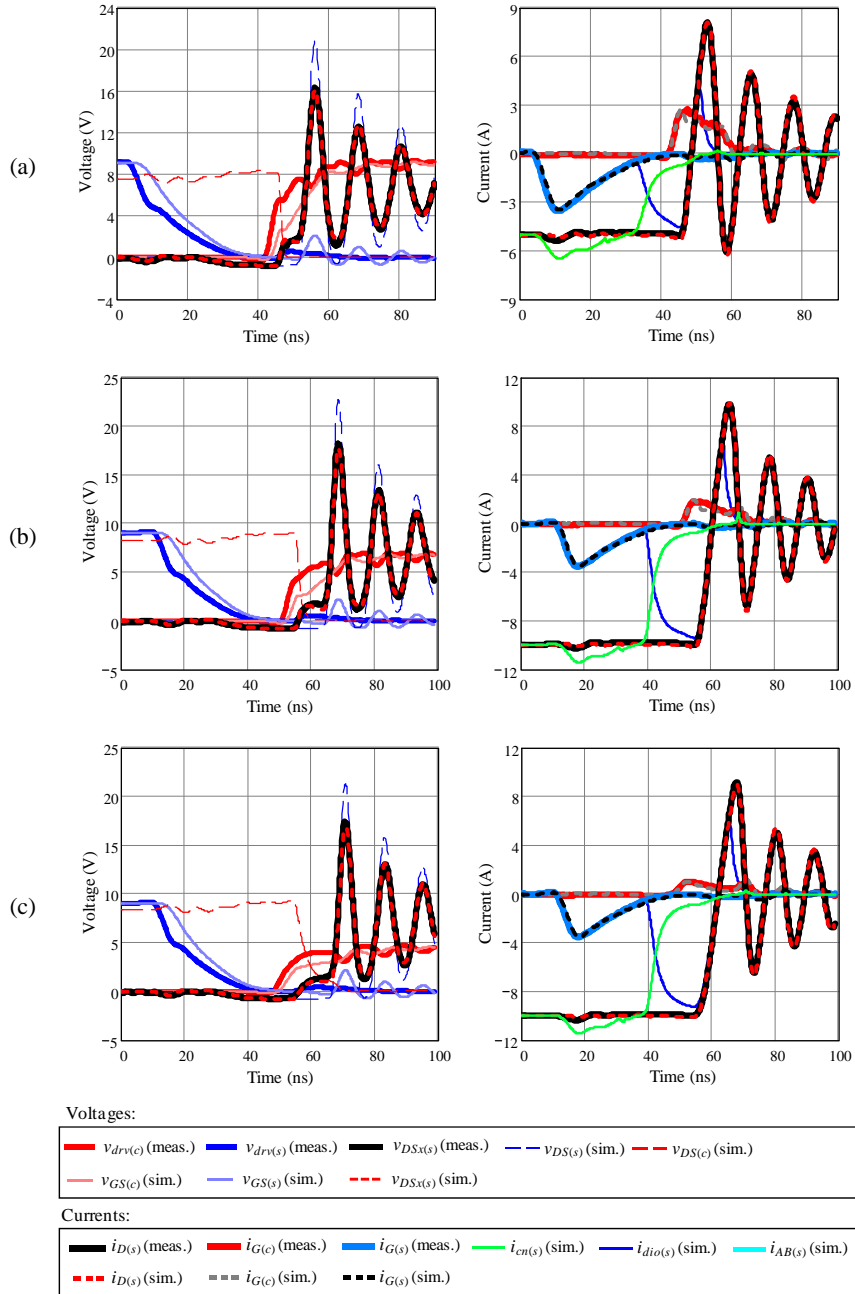 (a)
Voltage (V)
24
20
16
12
8
4
0
−4
0 20 40 60 80
Time (ns)
Current (A)
9
6
3
0
−3
−6
−9
0 20 40 60 80
Time (ns)
(b)
Voltage (V)
25
20
15
10
5
0
−5
0 20 40 60 80 100
Time (ns)
Current (A)
12
8
4
0
−4
−8
−12
0 20 40 60 80 100
Time (ns)
(c)
Voltage (V)
25
20
15
10
5
0
−5
0 20 40 60 80 100
Time (ns)
Current (A)
12
8
4
0
−4
−8
−12
0 20 40 60 80 100
Time (ns)
Voltages:
vdrv(c) (meas.) vdrv(s) (meas.) vDSx(s) (meas.) vDS(s) (sim.) vDS(c) (sim.)
vGS(c) (sim.) vGS(s) (sim.) vDSx(s) (sim.)
Currents:
iD(s) (meas.) iG(c) (meas.) iG(s) (meas.) icn(s) (sim.) idio(s) (sim.) iAB(s) (sim.)
iD(s) (sim.) iG(c) (sim.) iG(s) (sim.)